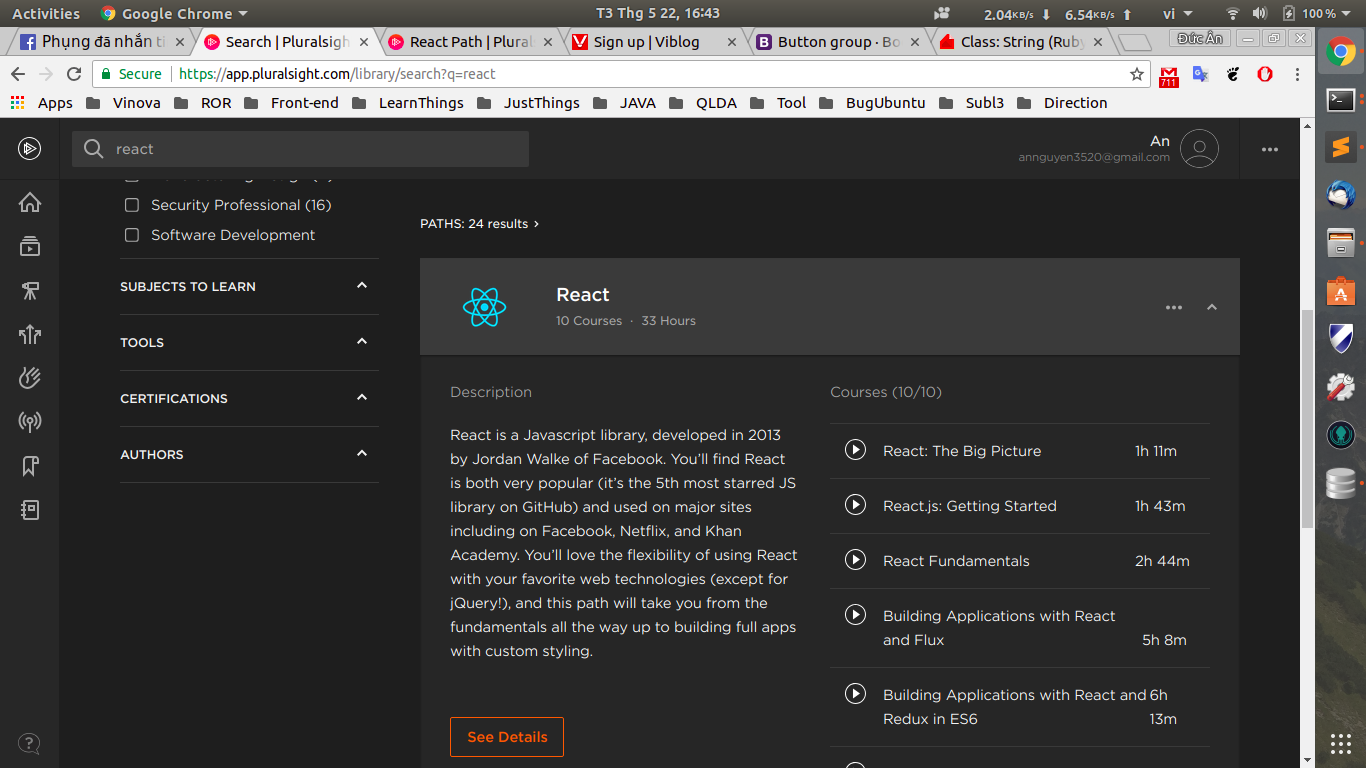 Activities
Google Chrome
T3 Thg 5 22, 16:43
2.04KB/s
6.54KB/s
vi
100 %
Phụng đã nhắn ti
Search | Pluralsigh
React Path | Plural
Sign up | Viblog
Button group · Bo
Class: String (Ruby
Đức Ân
Secure
https://app.pluralsight.com/library/search?q=react
711
Apps
Vinova
ROR
Front-end
LearnThings
JustThings
JAVA
QLDA
Tool
BugUbuntu
Subl3
Direction
react
An
annguyen3520@gmail.com
Security Professional (16)
Software Development
SUBJECTS TO LEARN
TOOLS
CERTIFICATIONS
AUTHORS
PATHS: 24 results ›
React
10 Courses · 33 Hours
Description
React is a Javascript library, developed in 2013
by Jordan Walke of Facebook. You’ll find React
is both very popular (it’s the 5th most starred JS
library on GitHub) and used on major sites
including on Facebook, Netflix, and Khan
Academy. You’ll love the flexibility of using React
with your favorite web technologies (except for
jQuery!), and this path will take you from the
fundamentals all the way up to building full apps
with custom styling.
See Details
Courses (10/10)
React: The Big Picture 1h 11m
React.js: Getting Started 1h 43m
React Fundamentals 2h 44m
Building Applications with React
and Flux 5h 8m
Building Applications with React and 6h
Redux in ES6 13m